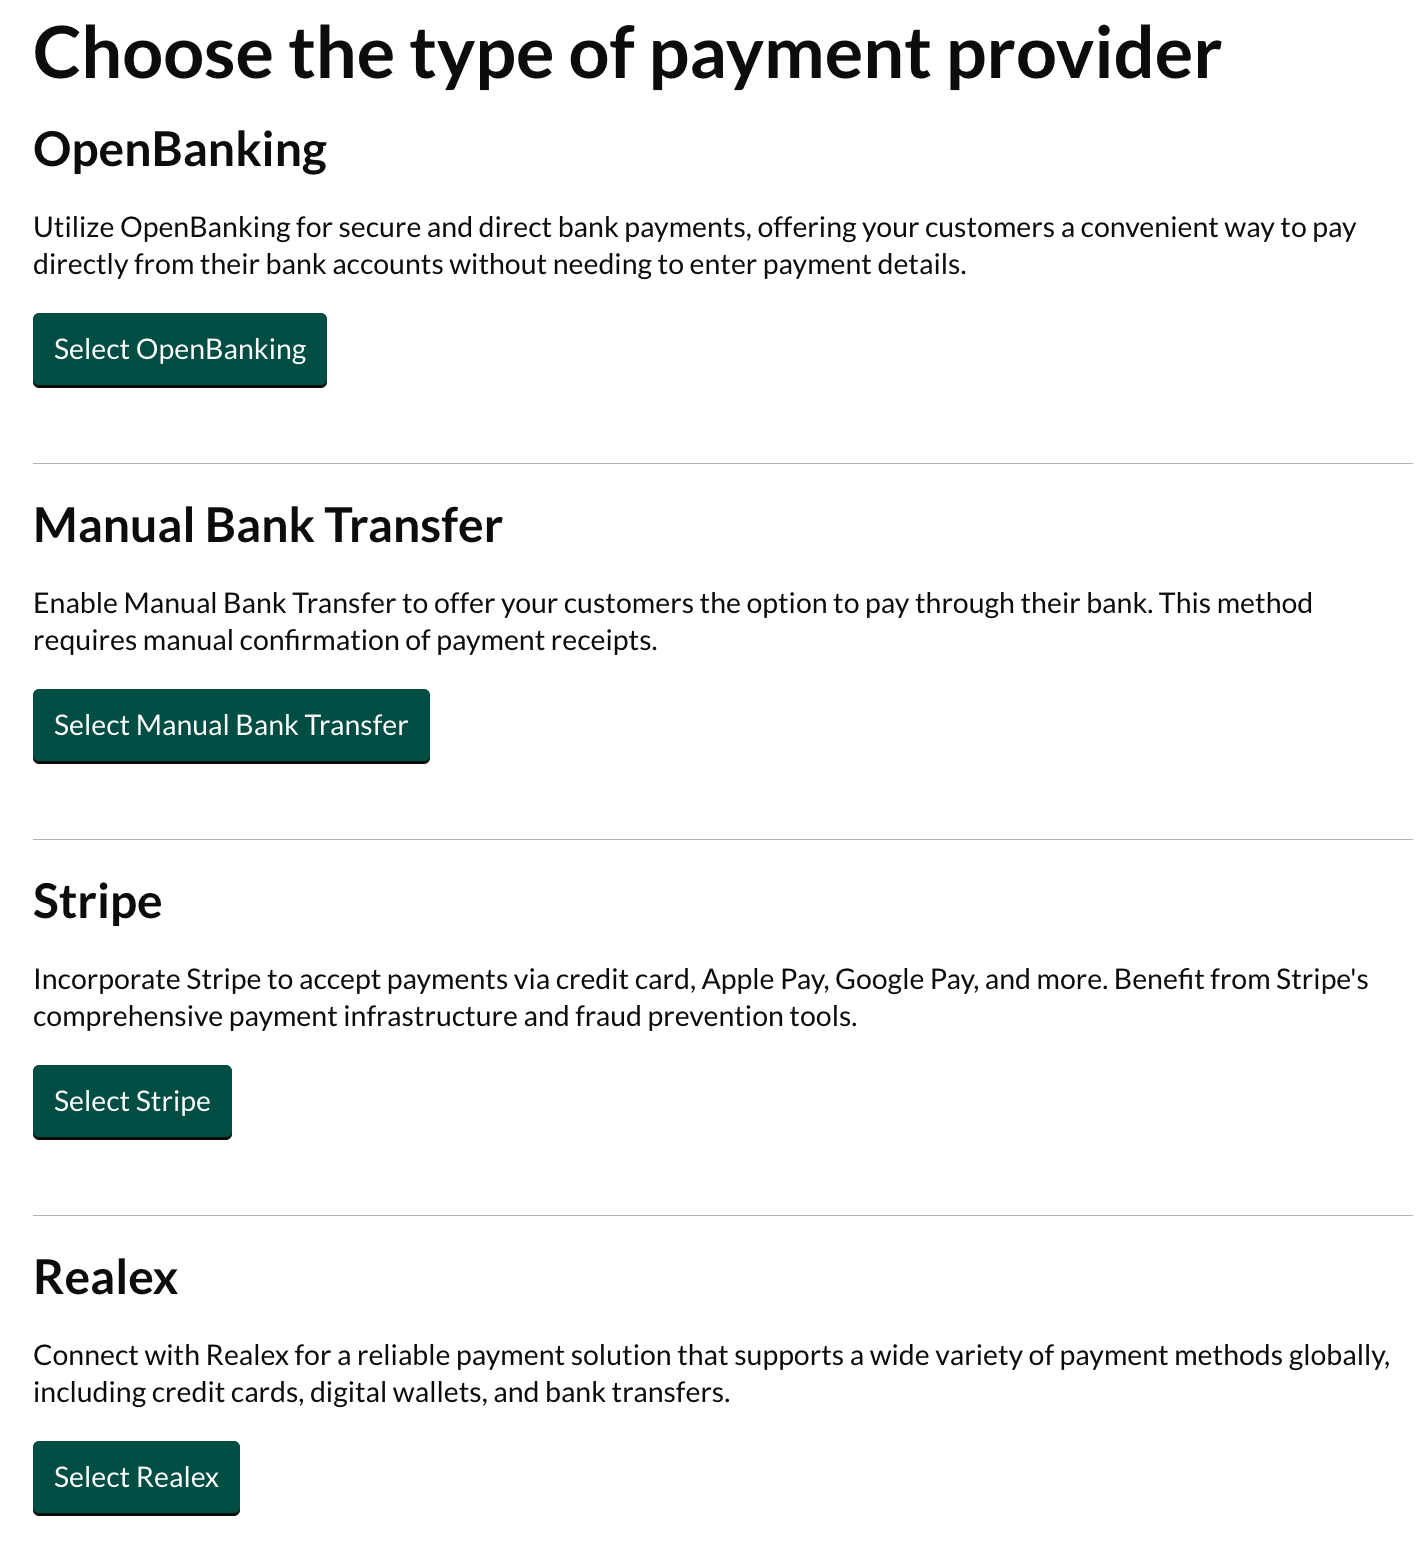 Choose the type of payment provider
OpenBanking
Utilize OpenBanking for secure and direct bank payments, offering your customers a convenient way to pay
directly from their bank accounts without needing to enter payment details.
Select OpenBanking
Manual Bank Transfer
Enable Manual Bank Transfer to offer your customers the option to pay through their bank. This method
requires manual confirmation of payment receipts.
Select Manual Bank Transfer
Stripe
Incorporate Stripe to accept payments via credit card, Apple Pay, Google Pay, and more. Benefit from Stripe's
comprehensive payment infrastructure and fraud prevention tools.
Select Stripe
Realex
Connect with Realex for a reliable payment solution that supports a wide variety of payment methods globally,
including credit cards, digital wallets, and bank transfers.
Select Realex